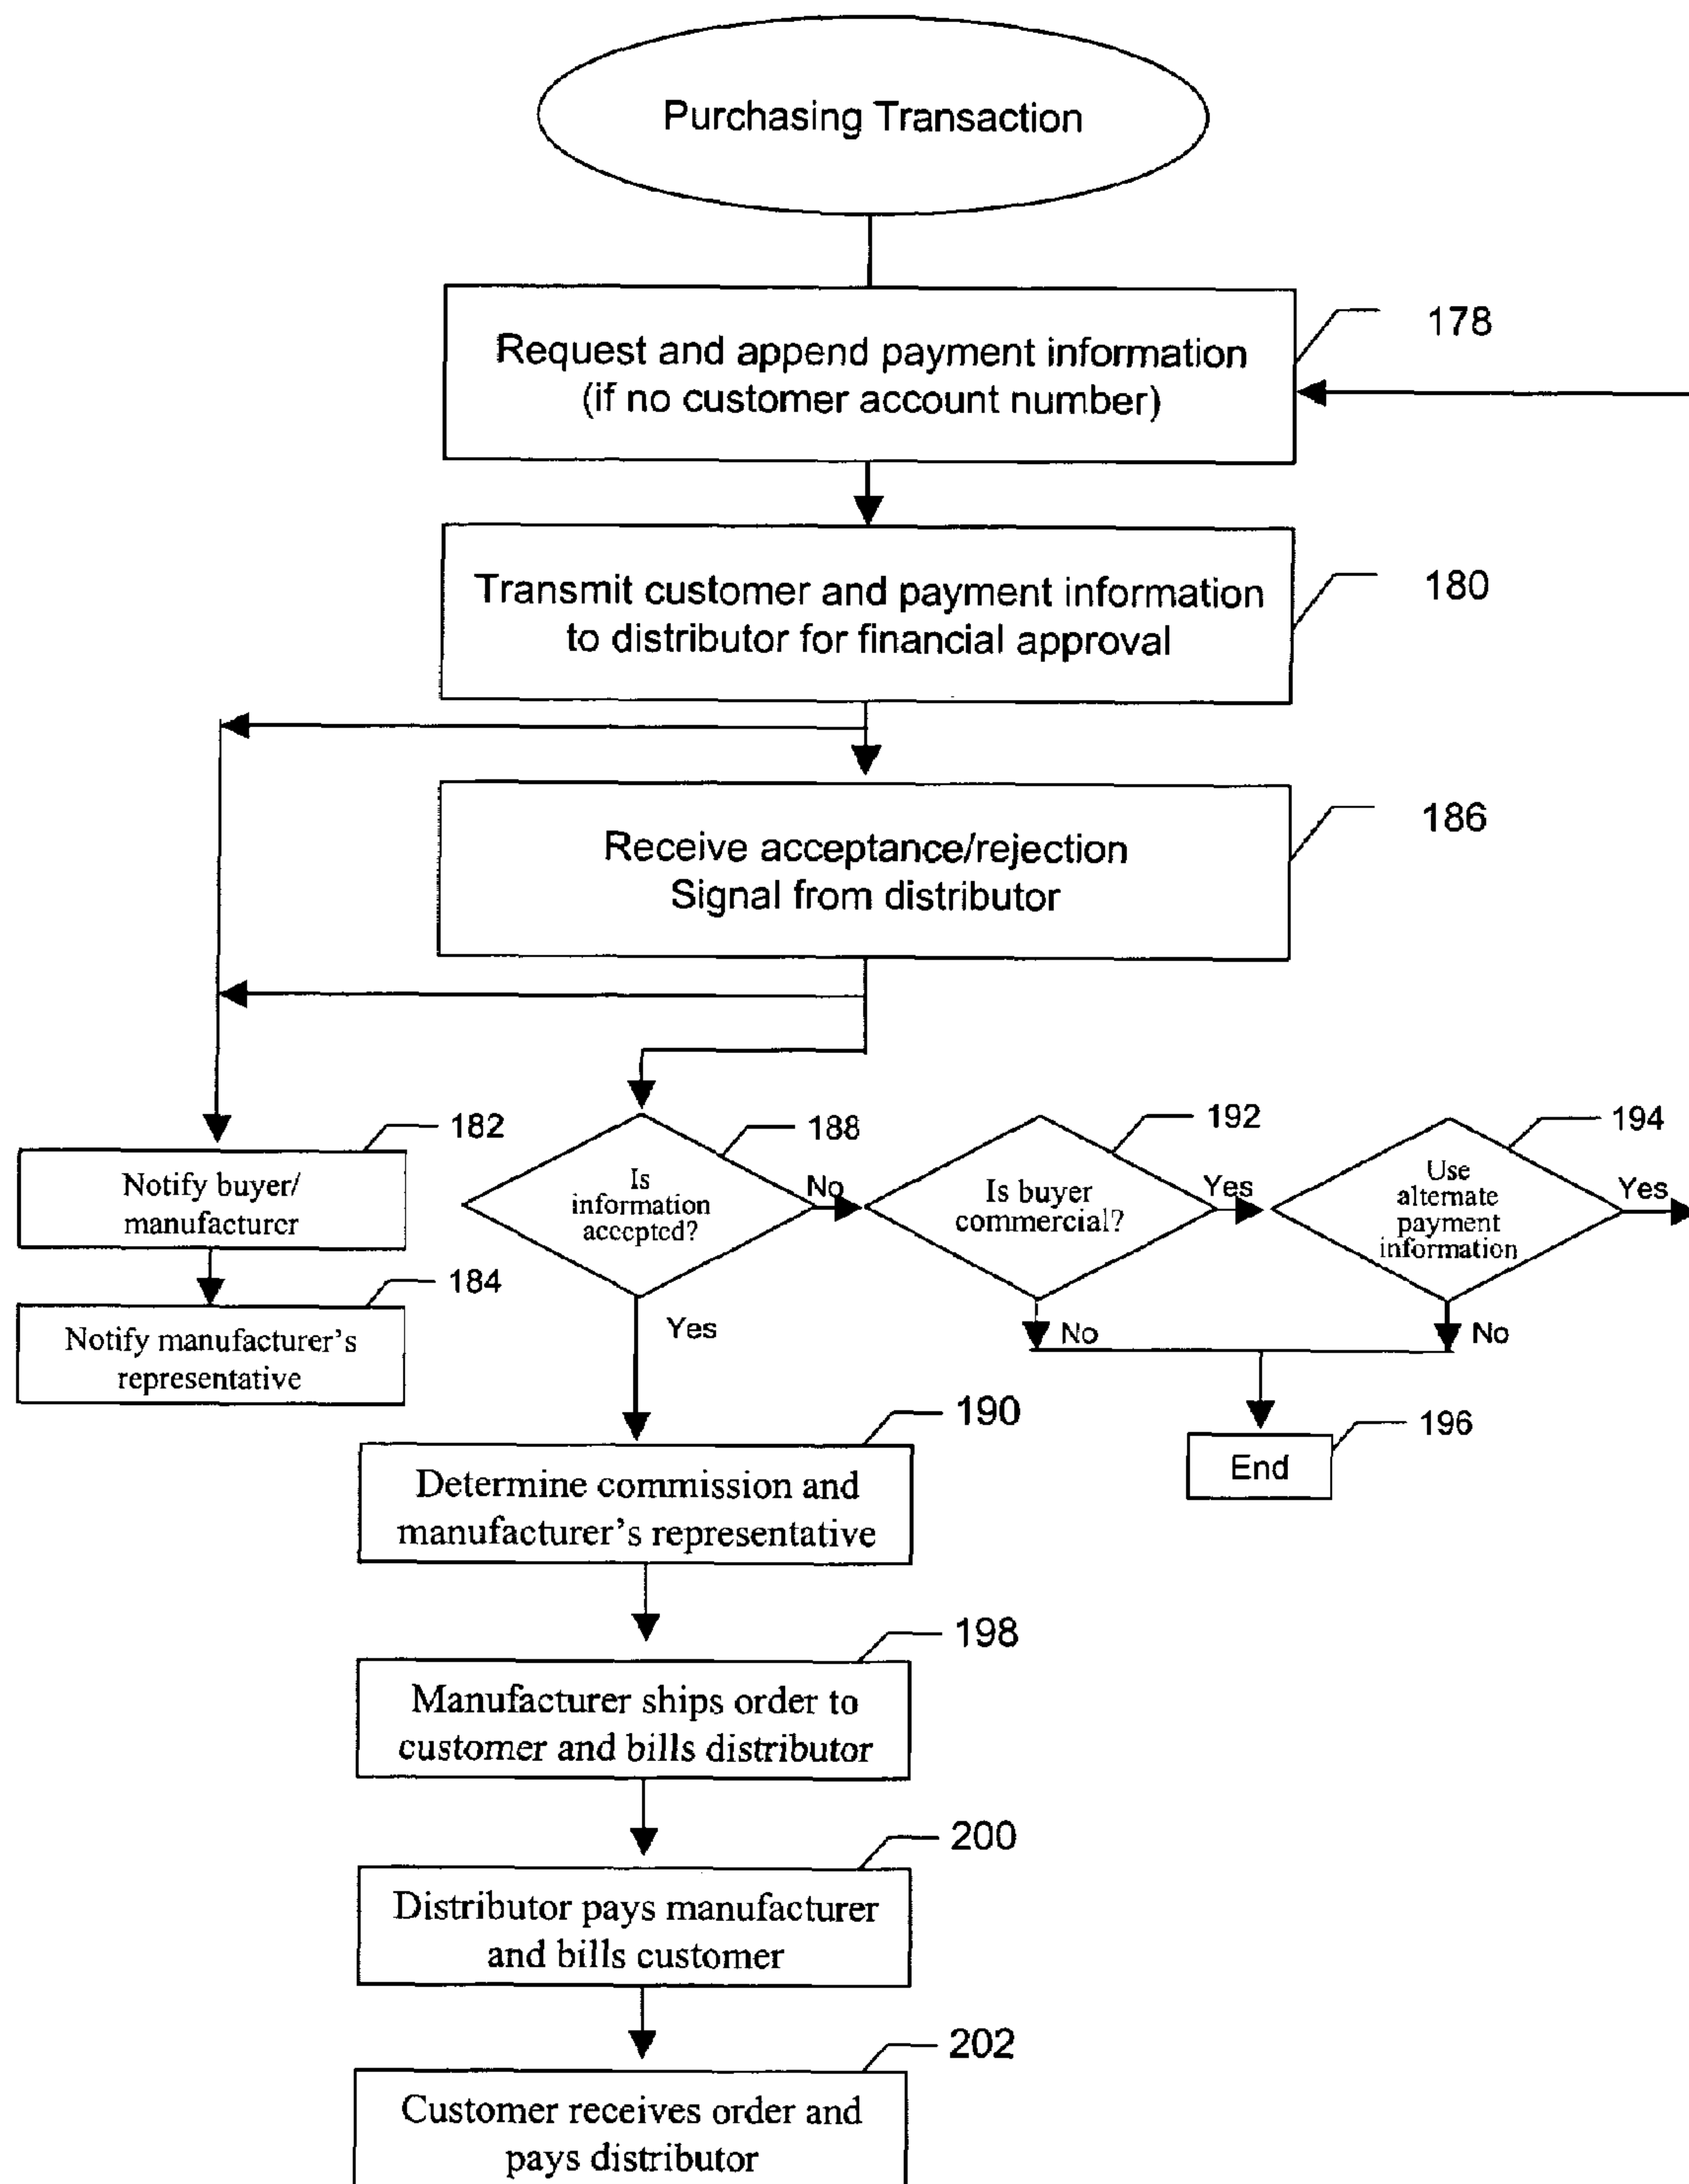 Purchasing Transaction
Request and append payment information
(if no customer account number)
178
Transmit customer and payment information
to distributor for financial approval
180
Receive acceptance/rejection
Signal from distributor
186
182
Notify buyer/
manufacturer
184
Notify manufacturer's
representative
188
Is
information
accepted?
No
Yes
192
Is buyer
commercial?
Yes
No
194
Use
alternate
payment
information
Yes
No
196
End
190
Determine commission and
manufacturer's representative
198
Manufacturer ships order to
customer and bills distributor
200
Distributor pays manufacturer
and bills customer
202
Customer receives order and
pays distributor